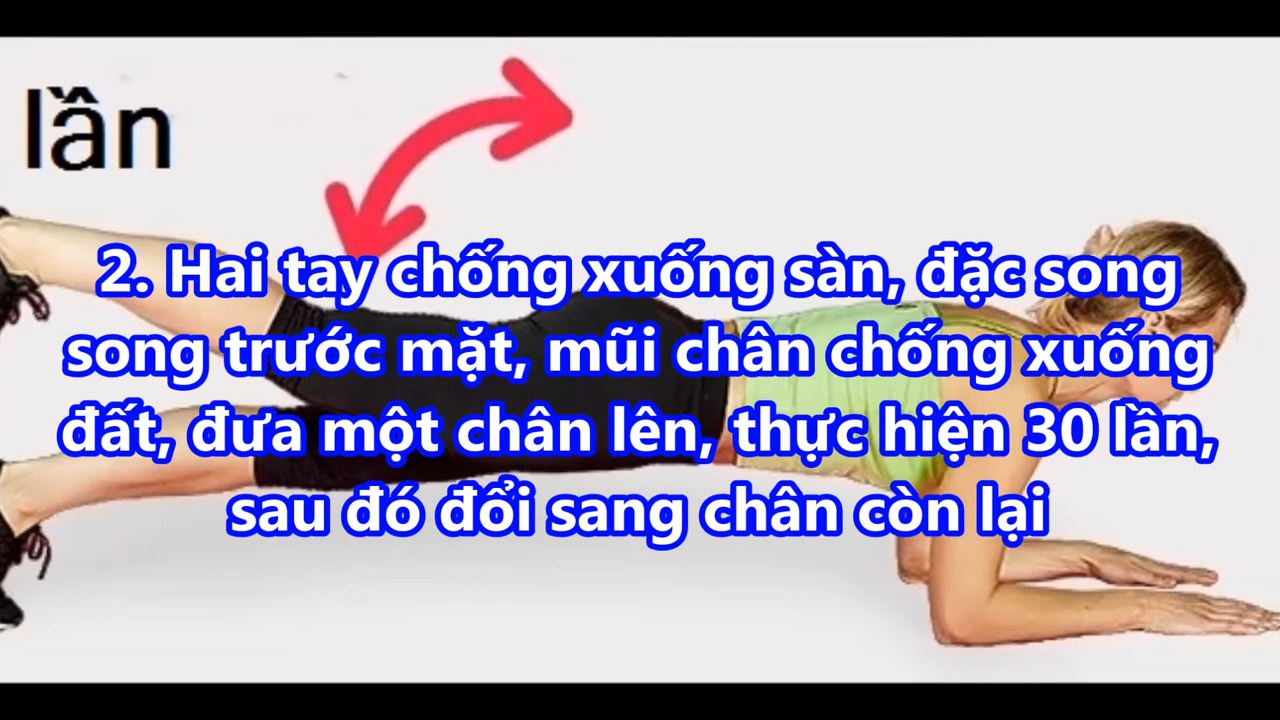 lần
2. Hai tay chống xuống sàn, đặc song
song trước mặt, mũi chân chống xuống
đất, đưa một chân lên, thực hiện 30 lần,
sau đó đổi sang chân còn lại